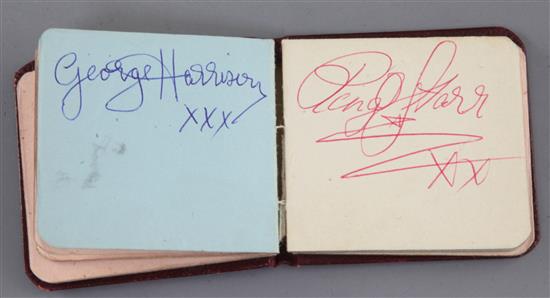 George Harrison
xxx
Ringo Starr
xx